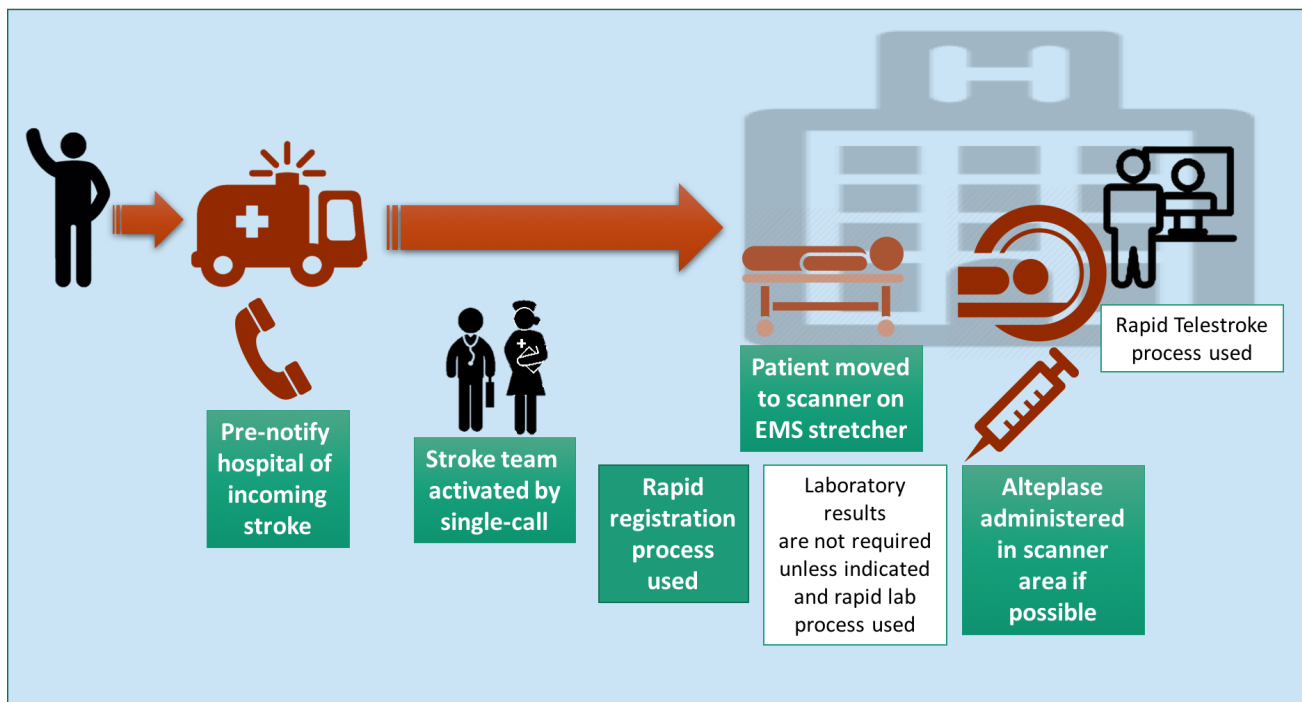 Pre-notify
hospital of
incoming
stroke
Stroke team
activated by
single-call
Rapid
registration
process
used
Patient moved
to scanner on
EMS stretcher
Laboratory
results
are not required
unless indicated
and rapid lab
process used
Alteplase
administered
in scanner
area if
possible
Rapid Telestroke
process used